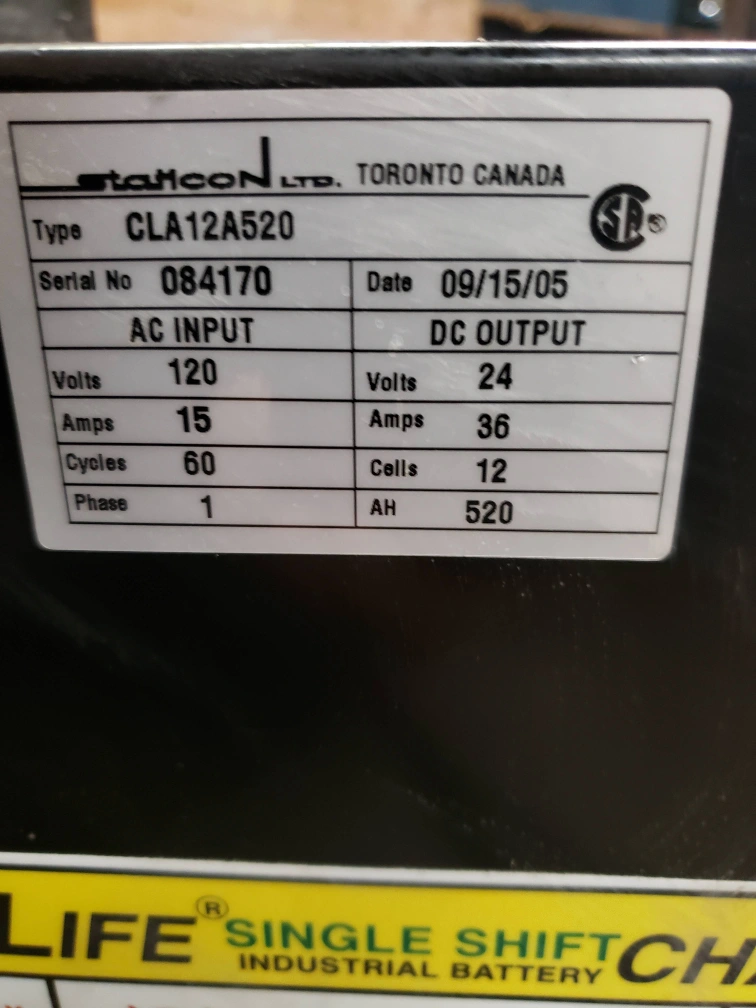 staticon LTD. TORONTO CANADA
Type CLA12A520
Serial No 084170 Date 09/15/05
AC INPUT DC OUTPUT
Volts 120 Volts 24
Amps 15 Amps 36
Cycles 60 Cells 12
Phase 1 AH 520
LIFE® SINGLE SHIFT CH
INDUSTRIAL BATTERY